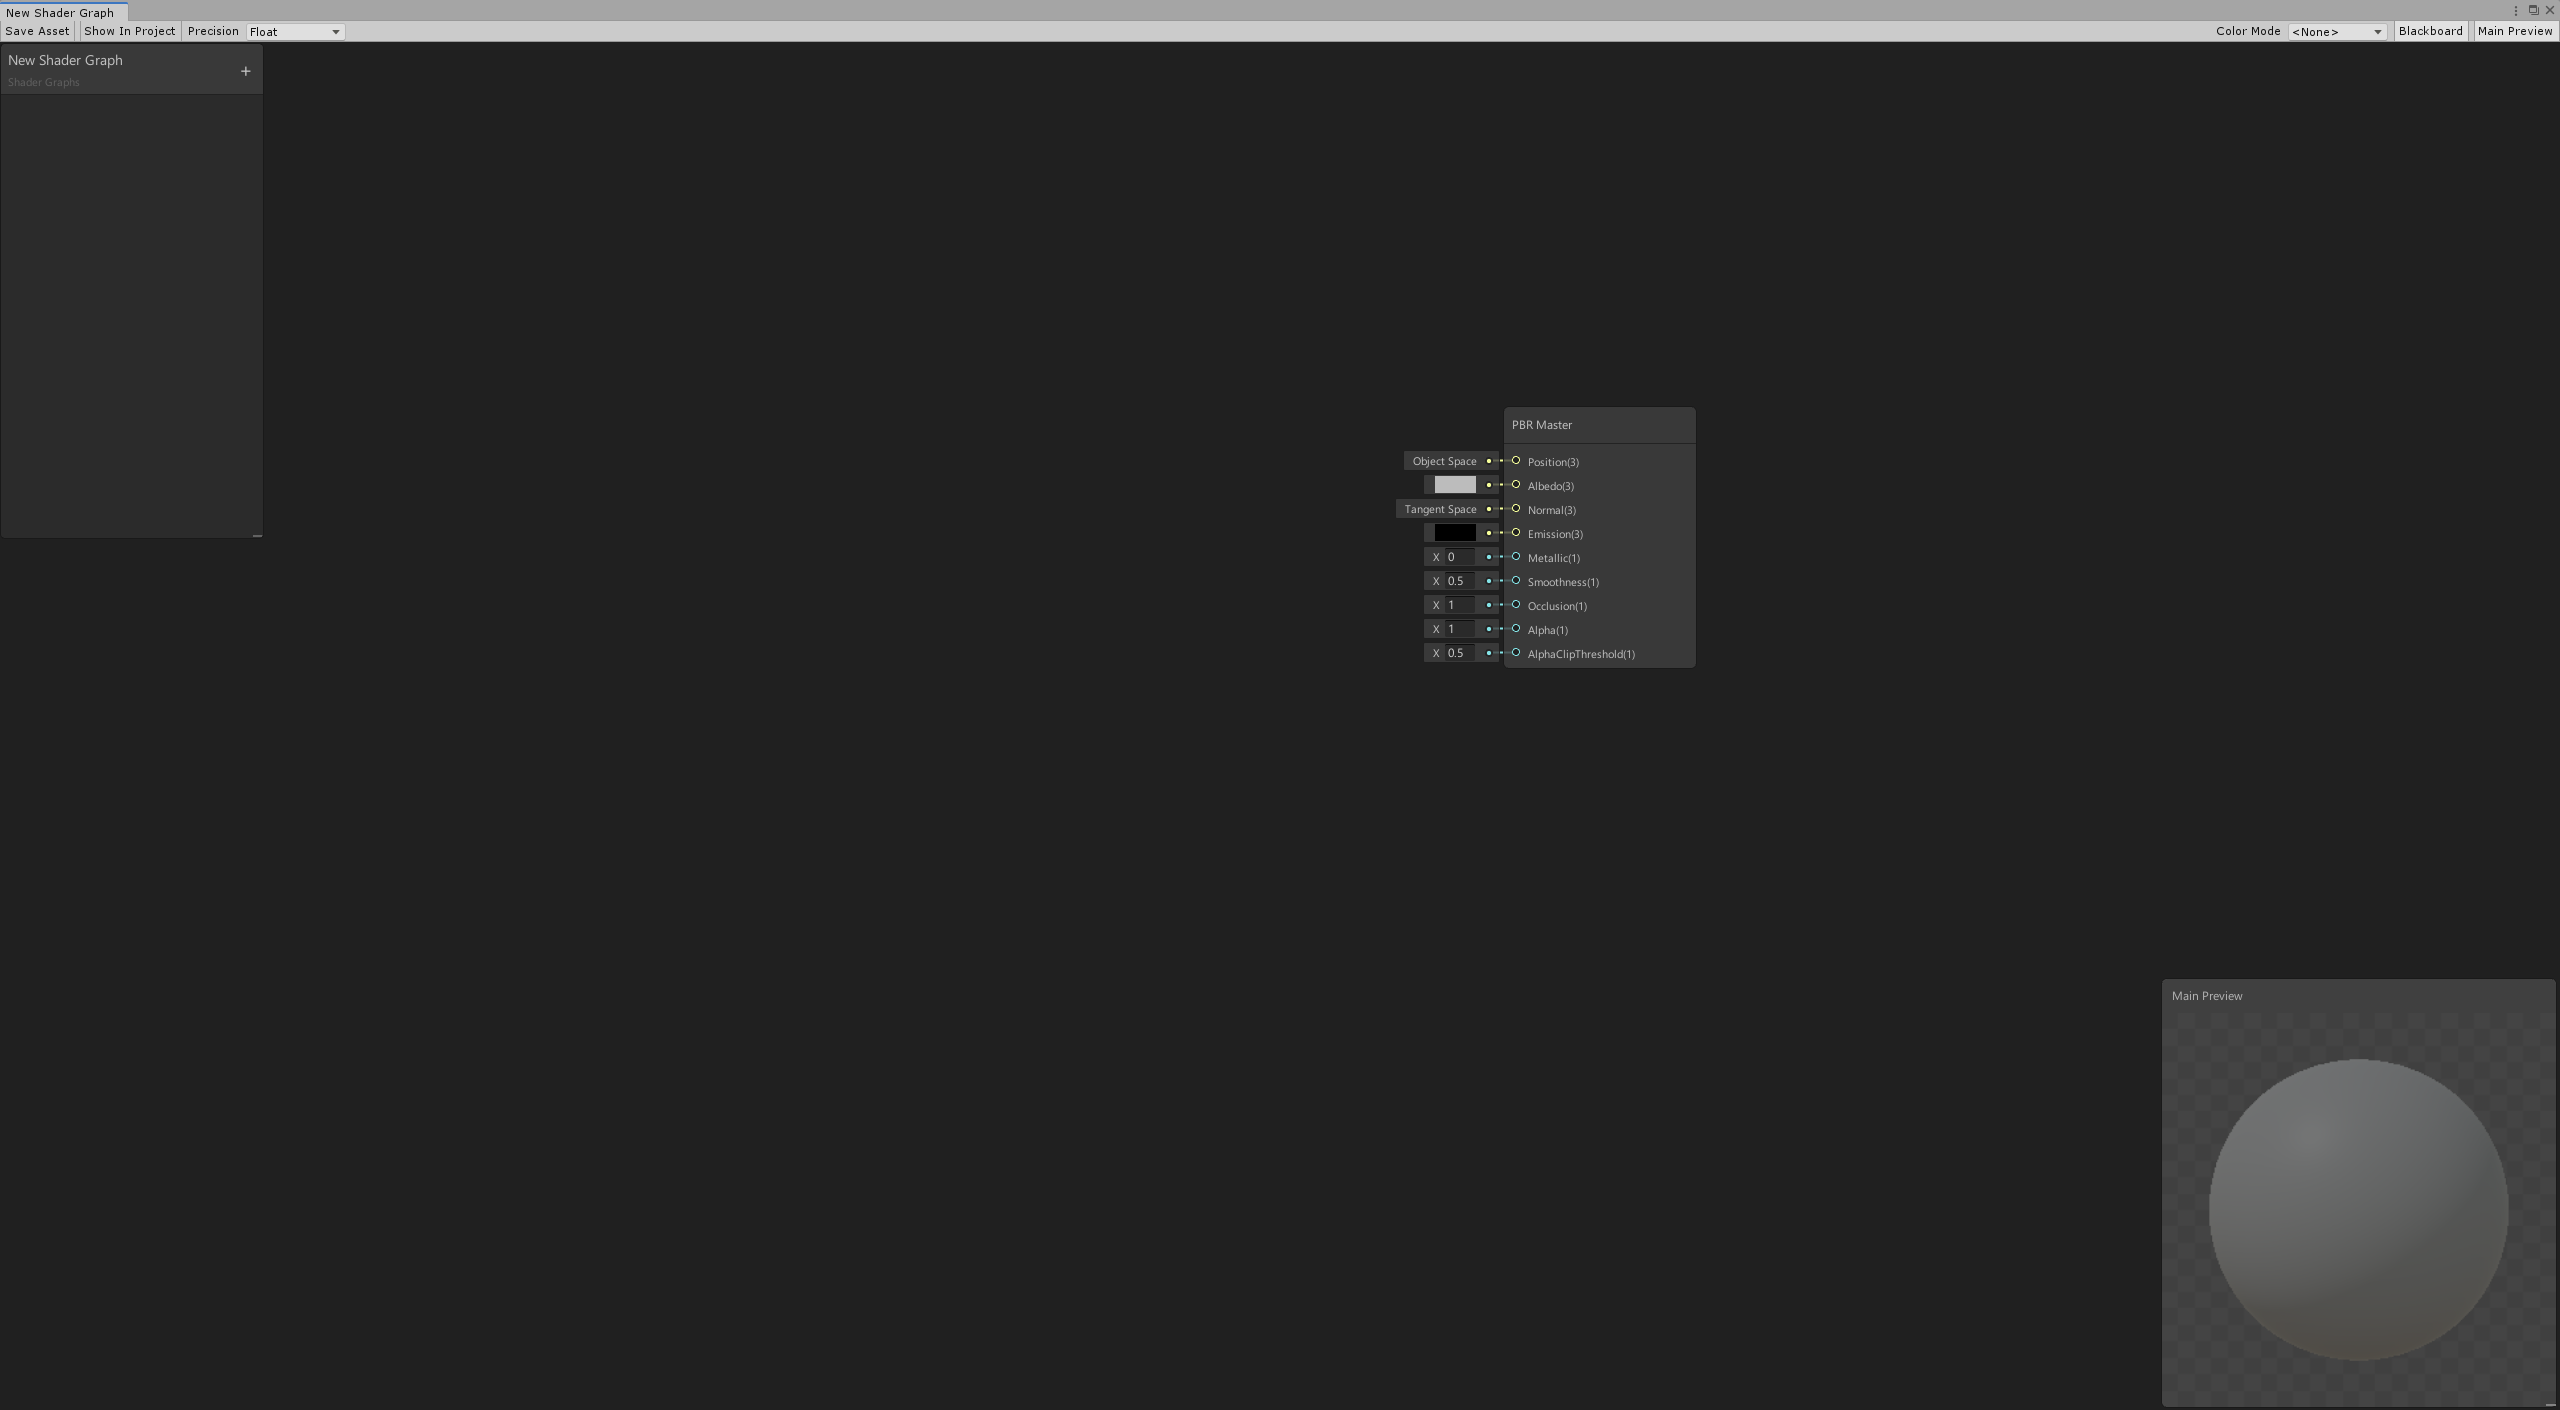 New Shader Graph
Save Asset Show In Project Precision Float Color Mode <None> Blackboard Main Preview
New Shader Graph
+
Shader Graphs
PBR Master
Object Space Position(3)
Albedo(3)
Tangent Space Normal(3)
Emission(3)
X 0 Metallic(1)
X 0.5 Smoothness(1)
X 1 Occlusion(1)
X 1 Alpha(1)
X 0.5 AlphaClipThreshold(1)
Main Preview